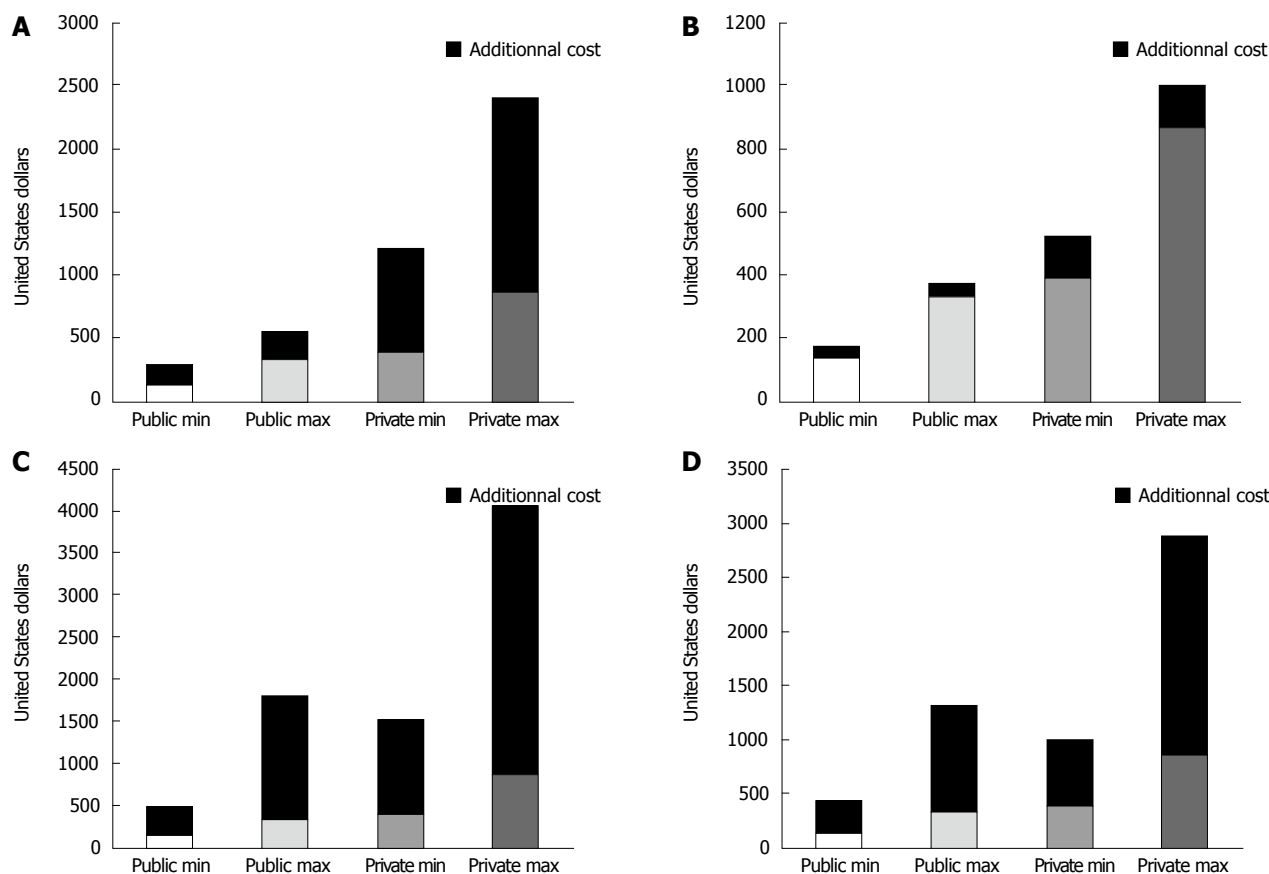 A
3000
2500
2000
1500
1000
500
0
United States dollars
Additionnal cost
Public min Public max Private min Private max
B
1200
1000
800
600
400
200
0
United States dollars
Additionnal cost
Public min Public max Private min Private max
C
4500
4000
3500
3000
2500
2000
1500
1000
500
0
United States dollars
Additionnal cost
Public min Public max Private min Private max
D
3500
3000
2500
2000
1500
1000
500
0
United States dollars
Additionnal cost
Public min Public max Private min Private max